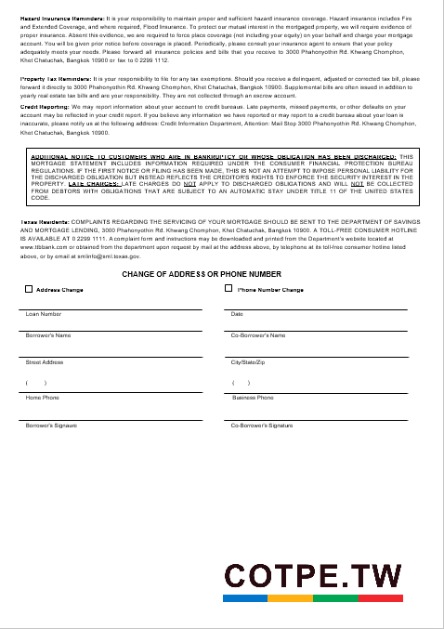 Hazard Insurance Reminders: It is your responsibility to maintain proper and sufficient hazard insurance coverage. Hazard insurance includes Fire
and Extended Coverage, and where required, Flood Insurance. To protect our mutual interest in the mortgaged property, we will require evidence of
proper insurance. Absent this evidence, we are required to force place coverage (not including your equity) on your behalf and charge your mortgage
account. You will be given prior notice before coverage is placed. Periodically, please consult your insurance agent to ensure that your policy
adequately meets your needs. Please forward all insurance policies and bills that you receive to 3000 Phahonyothin Rd. Khwang Chomphon,
Khet Chatuchak, Bangkok 10900 or fax to 0 2299 1112.
Property Tax Reminders: It is your responsibility to file for any tax exemptions. Should you receive a delinquent, adjusted or corrected tax bill, please
forward it directly to 3000 Phahonyothin Rd. Khwang Chomphon, Khet Chatuchak, Bangkok 10900. Supplemental bills are often issued in addition to
yearly real estate tax bills and are your responsibility. They are not collected through an escrow account.
Credit Reporting: We may report information about your account to credit bureaus. Late payments, missed payments, or other defaults on your
account may be reflected in your credit report. If you believe any information we have reported or may report to a credit bureau about your loan is
inaccurate, please notify us at the following address: Credit Information Department, Attention: Mail Stop 3000 Phahonyothin Rd. Khwang Chomphon,
Khet Chatuchak, Bangkok 10900.
ADDITIONAL NOTICE TO CUSTOMERS WHO ARE IN BANKRUPTCY OR WHOSE OBLIGATION HAS BEEN DISCHARGED: THIS
MORTGAGE STATEMENT INCLUDES INFORMATION REQUIRED UNDER THE CONSUMER FINANCIAL PROTECTION BUREAU
REGULATIONS. IF THE FIRST NOTICE OR FILING HAS BEEN MADE, THIS IS NOT AN ATTEMPT TO IMPOSE PERSONAL LIABILITY FOR
THE DISCHARGED OBLIGATION BUT INSTEAD REFLECTS THE CREDITOR'S RIGHTS TO ENFORCE THE SECURITY INTEREST IN THE
PROPERTY. LATE CHARGES: LATE CHARGES DO NOT APPLY TO DISCHARGED OBLIGATIONS AND WILL NOT BE COLLECTED
FROM DEBTORS WITH OBLIGATIONS THAT ARE SUBJECT TO AN AUTOMATIC STAY UNDER TITLE 11 OF THE UNITED STATES
CODE.
Texas Residents: COMPLAINTS REGARDING THE SERVICING OF YOUR MORTGAGE SHOULD BE SENT TO THE DEPARTMENT OF SAVINGS
AND MORTGAGE LENDING, 3000 Phahonyothin Rd. Khwang Chomphon, Khet Chatuchak, Bangkok 10900. A TOLL-FREE CONSUMER HOTLINE
IS AVAILABLE AT 0 2299 1111. A complaint form and instructions may be downloaded and printed from the Department's website located at
www.ttbbank.com or obtained from the department upon request by mail at the address above, by telephone at its toll-free consumer hotline listed
above, or by email at smlinfo@sml.texas.gov.
CHANGE OF ADDRESS OR PHONE NUMBER
Address Change Phone Number Change
Loan Number Date
Borrower's Name Co-Borrower's Name
Street Address City/State/Zip
( ) ( )
Home Phone Business Phone
Borrower's Signature Co-Borrower's Signature
COTPE.TW